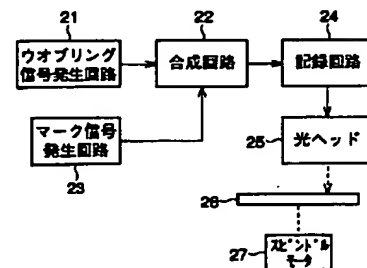 21
ウオブリング
信号発生回路
22
合成回路
24
記録回路
マーク信号
発生回路
23
25
光ヘッド
26
27
スピンドル
モータ